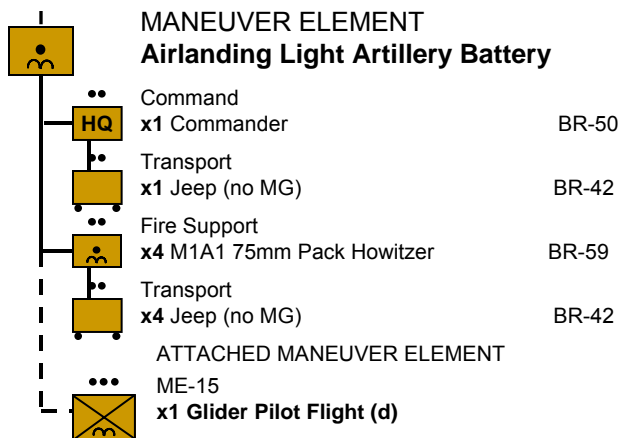 MANEUVER ELEMENT
Airlanding Light Artillery Battery
Command
HQ x1 Commander BR-50
Transport
x1 Jeep (no MG) BR-42
Fire Support
x4 M1A1 75mm Pack Howitzer BR-59
Transport
x4 Jeep (no MG) BR-42
ATTACHED MANEUVER ELEMENT
ME-15
x1 Glider Pilot Flight (d)